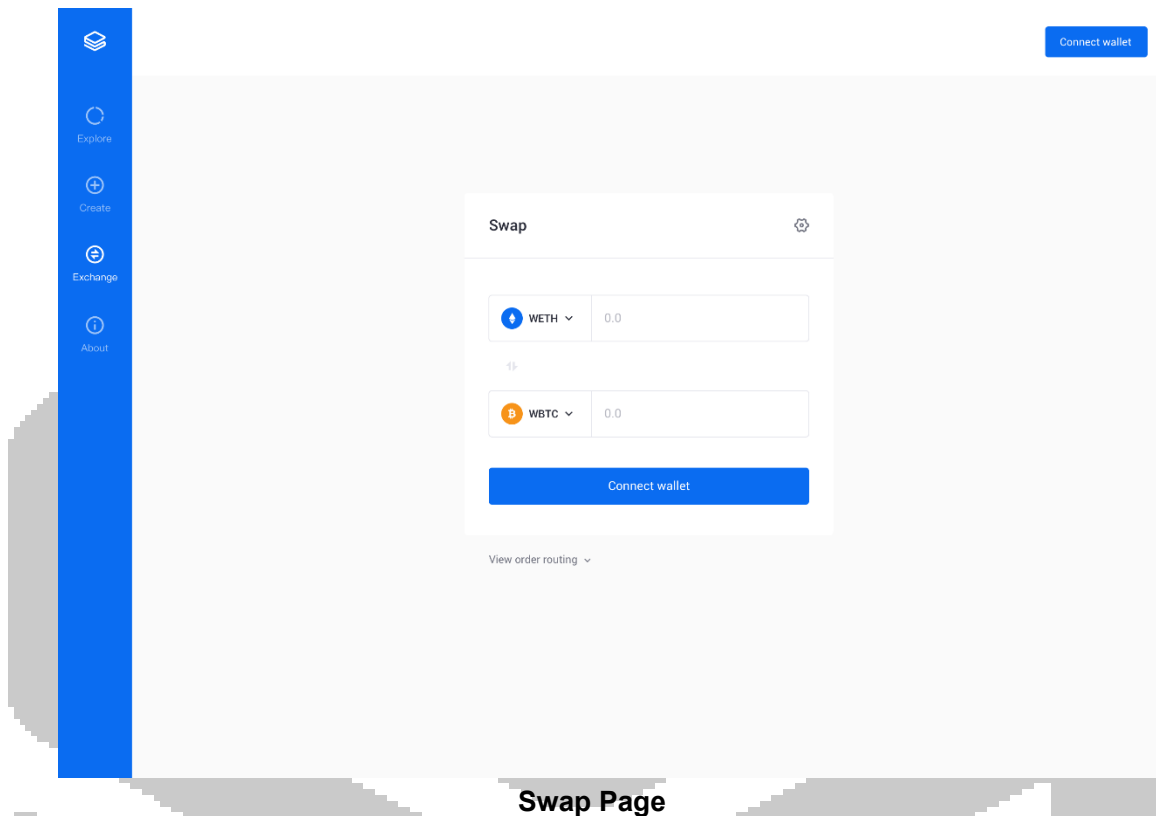 Connect wallet
Explore
Create
Exchange
About
Swap
WETH 0.0
WBTC 0.0
Connect wallet
View order routing
Swap Page